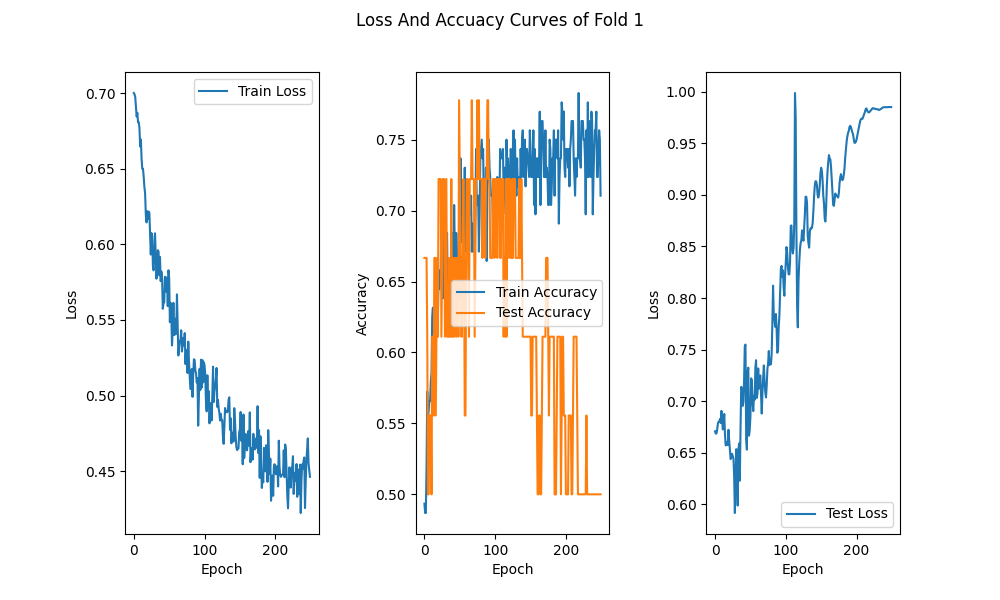 Loss And Accuacy Curves of Fold 1
0.70
0.65
0.60
0.55
0.50
0.45
0
100
200
Loss
Epoch
Train Loss
0.75
0.70
0.65
0.60
0.55
0.50
0
100
200
Accuracy
Epoch
Train Accuracy
Test Accuracy
1.00
0.95
0.90
0.85
0.80
0.75
0.70
0.65
0.60
0
100
200
Loss
Epoch
Test Loss